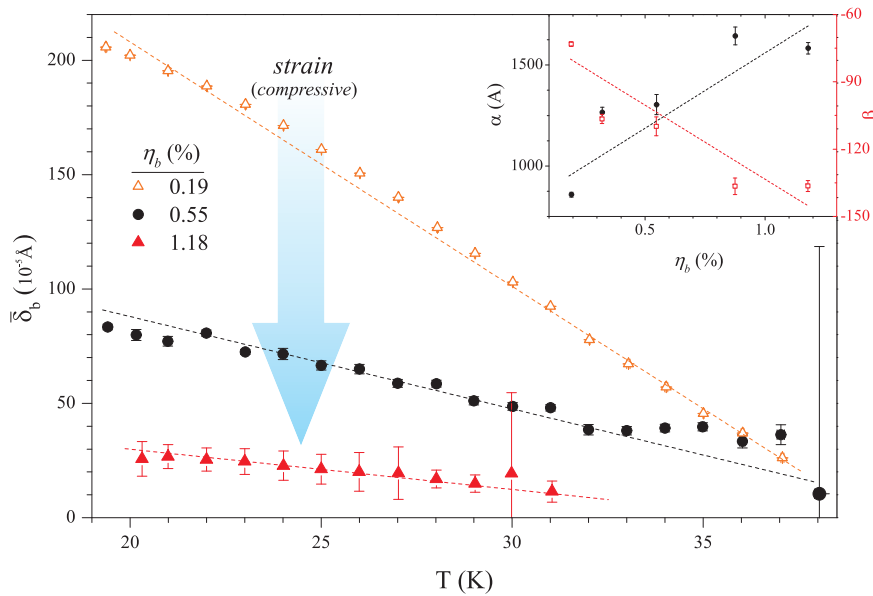 strain
(compressive)
η_b (%)
0.19
0.55
1.18
δ̄_b (10⁻⁵Å)
200
150
100
50
0
20
25
30
35
T (K)
α (A)
1500
1000
0.5
1.0
η_b (%)
-60
-90
-120
-150
β